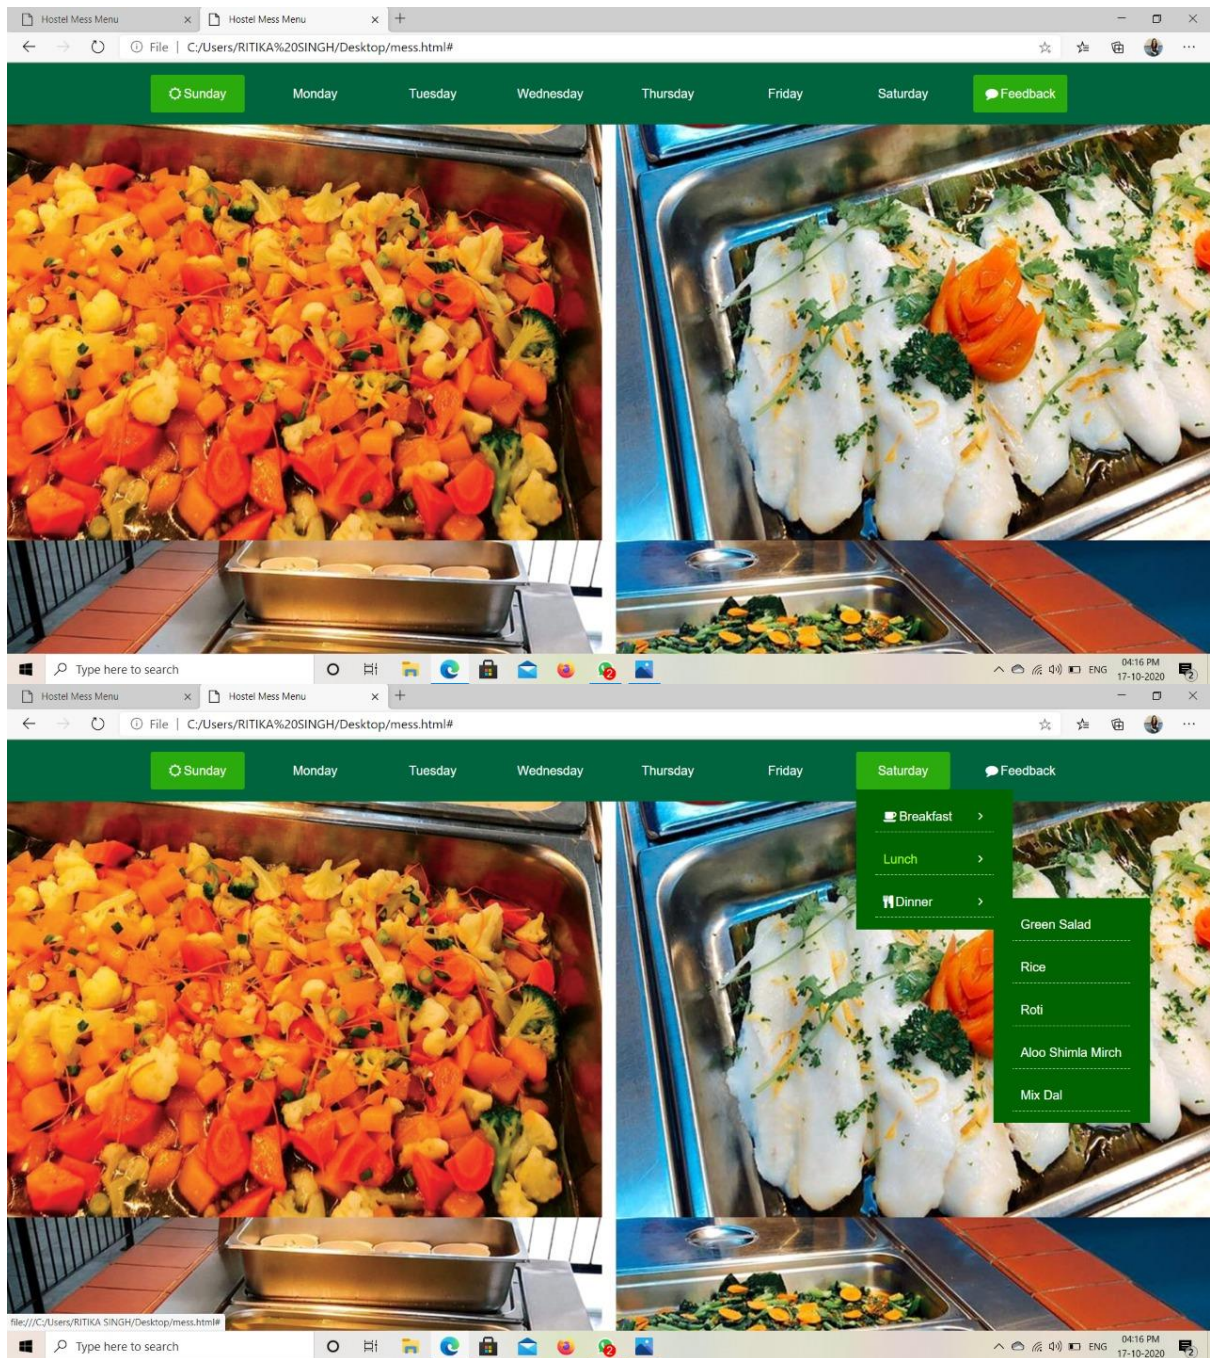 Hostel Mess Menu Hostel Mess Menu
File | C:/Users/RITIKA%20SINGH/Desktop/mess.html#
Sunday Monday Tuesday Wednesday Thursday Friday Saturday Feedback
Type here to search 2 ENG 04:16 PM
17-10-2020 2
Hostel Mess Menu Hostel Mess Menu
File | C:/Users/RITIKA%20SINGH/Desktop/mess.html#
Sunday Monday Tuesday Wednesday Thursday Friday Saturday Feedback
Breakfast
Lunch
Dinner
Green Salad
Rice
Roti
Aloo Shimla Mirch
Mix Dal
file:///C:/Users/RITIKA SINGH/Desktop/mess.html#
Type here to search 2 ENG 04:16 PM
17-10-2020 2